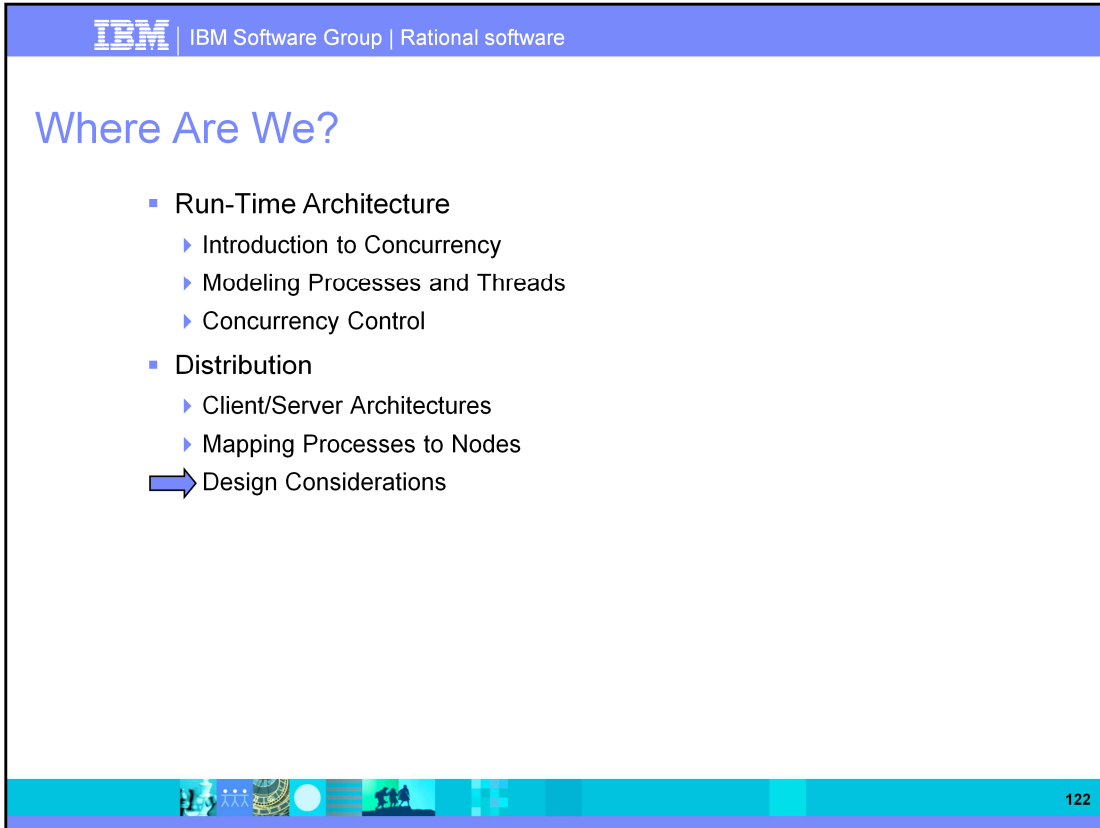 IBM | IBM Software Group | Rational software
Where Are We?
Run-Time Architecture
Introduction to Concurrency
Modeling Processes and Threads
Concurrency Control
Distribution
Client/Server Architectures
Mapping Processes to Nodes
Design Considerations
122